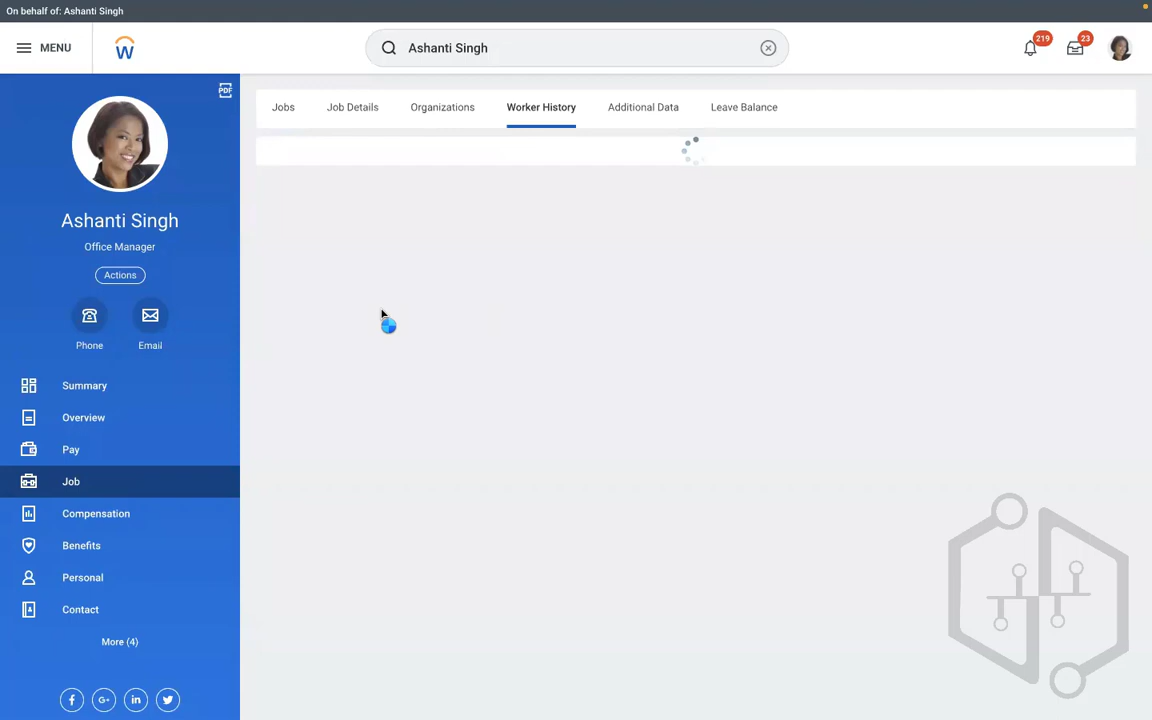 On behalf of: Ashanti Singh
MENU
W
Ashanti Singh
219
23
PDF
Jobs
Job Details
Organizations
Worker History
Additional Data
Leave Balance
Ashanti Singh
Office Manager
Actions
Phone
Email
Summary
Overview
Pay
Job
Compensation
Benefits
Personal
Contact
More (4)
f
G+
in